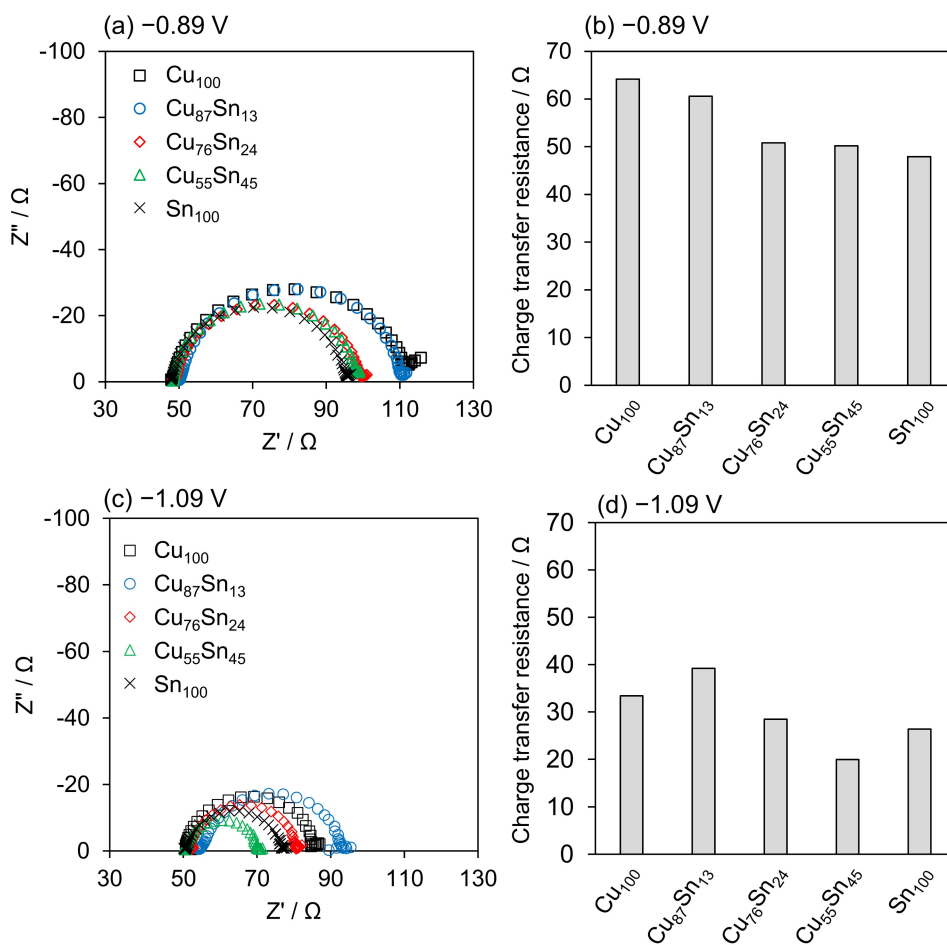 (a) −0.89 V
-100
-80
-60
-40
-20
0
30 50 70 90 110 130
Z'' / Ω
Z' / Ω
Cu₁₀₀
Cu₈₇Sn₁₃
Cu₇₆Sn₂₄
Cu₅₅Sn₄₅
Sn₁₀₀
(b) −0.89 V
70
60
50
40
30
20
10
0
Charge transfer resistance / Ω
Cu₁₀₀
Cu₈₇Sn₁₃
Cu₇₆Sn₂₄
Cu₅₅Sn₄₅
Sn₁₀₀
(c) −1.09 V
-100
-80
-60
-40
-20
0
30 50 70 90 110 130
Z'' / Ω
Z' / Ω
Cu₁₀₀
Cu₈₇Sn₁₃
Cu₇₆Sn₂₄
Cu₅₅Sn₄₅
Sn₁₀₀
(d) −1.09 V
70
60
50
40
30
20
10
0
Charge transfer resistance / Ω
Cu₁₀₀
Cu₈₇Sn₁₃
Cu₇₆Sn₂₄
Cu₅₅Sn₄₅
Sn₁₀₀